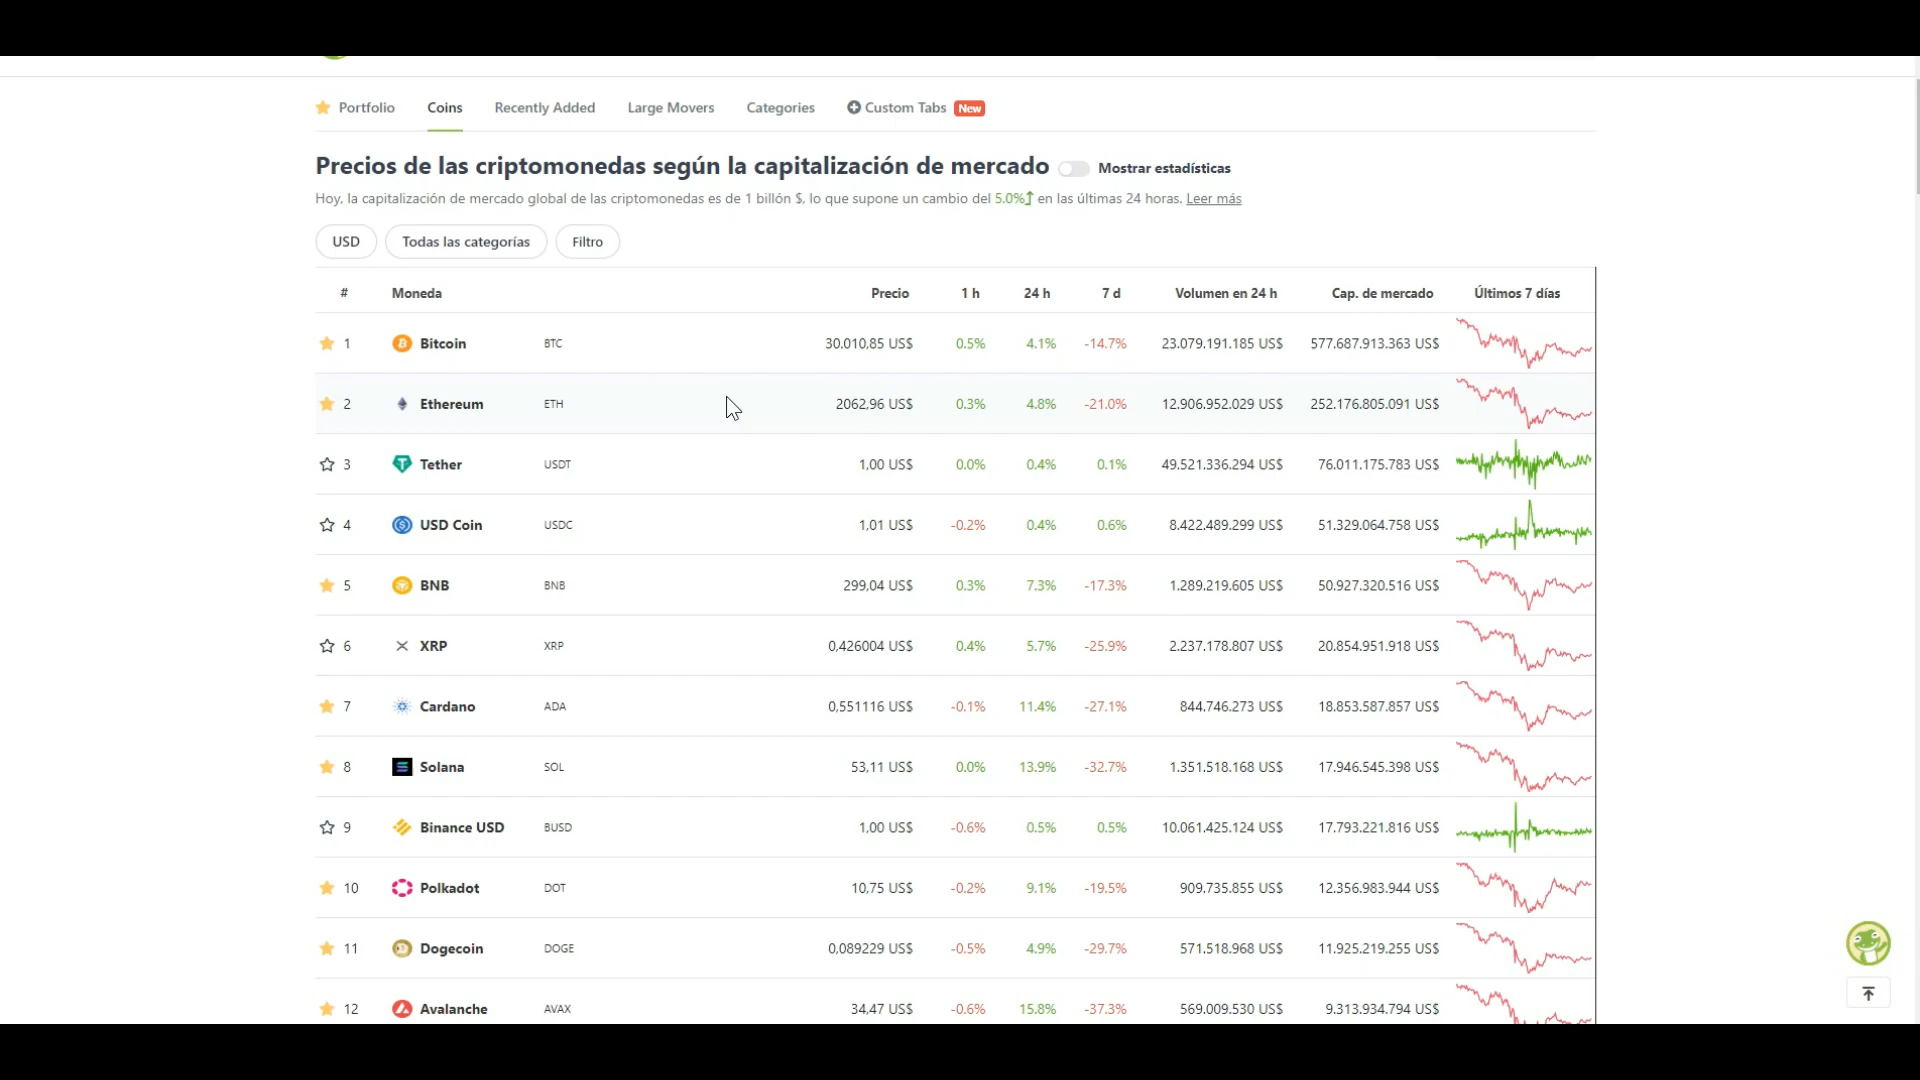 Portfolio Coins Recently Added Large Movers Categories Custom Tabs New
Precios de las criptomonedas según la capitalización de mercado Mostrar estadísticas
Hoy, la capitalización de mercado global de las criptomonedas es de 1 billón $, lo que supone un cambio del 5.0% en las últimas 24 horas. Leer más
USD Todas las categorías Filtro
# Moneda Precio 1 h 24 h 7 d Volumen en 24 h Cap. de mercado Últimos 7 días
1 Bitcoin BTC 30.010,85 US$ 0.5% 4.1% -14.7% 23.079.191.185 US$ 577.687.913.363 US$
2 Ethereum ETH 2062,96 US$ 0.3% 4.8% -21.0% 12.906.952.029 US$ 252.176.805.091 US$
3 Tether USDT 1,00 US$ 0.0% 0.4% 0.1% 49.521.336.294 US$ 76.011.175.783 US$
4 USD Coin USDC 1,01 US$ -0.2% 0.4% 0.6% 8.422.489.299 US$ 51.329.064.758 US$
5 BNB BNB 299,04 US$ 0.3% 7.3% -17.3% 1.289.219.605 US$ 50.927.320.516 US$
6 XRP XRP 0,426004 US$ 0.4% 5.7% -25.9% 2.237.178.807 US$ 20.854.951.918 US$
7 Cardano ADA 0,551116 US$ -0.1% 11.4% -27.1% 844.746.273 US$ 18.853.587.857 US$
8 Solana SOL 53,11 US$ 0.0% 13.9% -32.7% 1.351.518.168 US$ 17.946.545.398 US$
9 Binance USD BUSD 1,00 US$ -0.6% 0.5% 0.5% 10.061.425.124 US$ 17.793.221.816 US$
10 Polkadot DOT 10,75 US$ -0.2% 9.1% -19.5% 909.735.855 US$ 12.356.983.944 US$
11 Dogecoin DOGE 0,089229 US$ -0.5% 4.9% -29.7% 571.518.968 US$ 11.925.219.255 US$
12 Avalanche AVAX 34,47 US$ -0.6% 15.8% -37.3% 569.009.530 US$ 9.313.934.794 US$